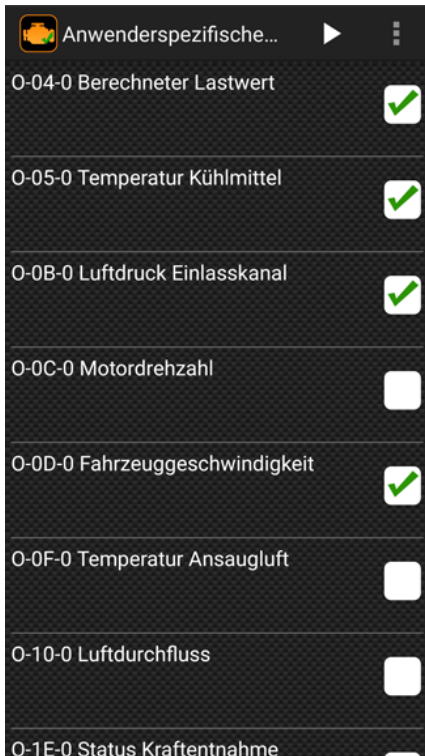 Anwenderspezifische...
O-04-0 Berechneter Lastwert
O-05-0 Temperatur Kühlmittel
O-0B-0 Luftdruck Einlasskanal
O-0C-0 Motordrehzahl
O-0D-0 Fahrzeuggeschwindigkeit
O-0F-0 Temperatur Ansaugluft
O-10-0 Luftdurchfluss
O-1E-0 Status Kraftentnahme